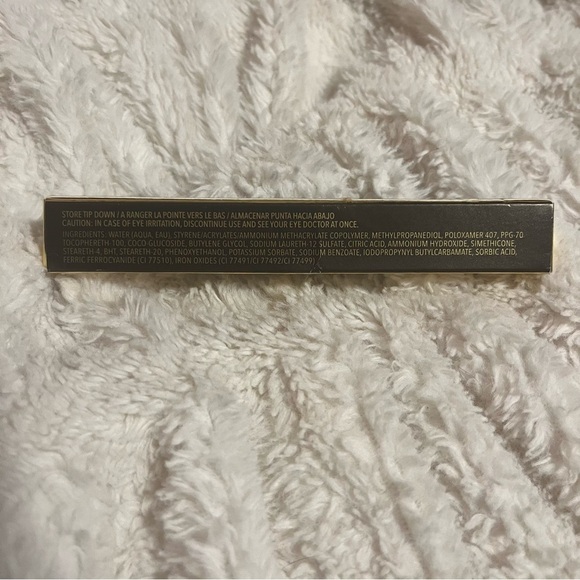 STORE TIP DOWN / A RANGER LA POINTE VERS LE BAS / ALMACENAR PUNTA HACIA ABAJO
CAUTION: IN CASE OF EYE IRRITATION, DISCONTINUE USE AND SEE YOUR EYE DOCTOR AT ONCE.
INGREDIENTS: WATER (AQUA, EAU), STYRENE/ACRYLATES/AMMONIUM METHACRYLATE COPOLYMER, METHYLPROPANEDIOL, POLOXAMER 407, PPG-70
TOCOPHERETH-100, COCO-GLUCOSIDE, BUTYLENE GLYCOL, SODIUM LAURETH-12 SULFATE, CITRIC ACID, AMMONIUM HYDROXIDE, SIMETHICONE,
STEARETH-4, BHT, STEARETH-20, PHENOXYETHANOL, POTASSIUM SORBATE, SODIUM BENZOATE, IODOPROPYNYL BUTYLCARBAMATE, SORBIC ACID,
FERRIC FERROCYANIDE (CI 77510), IRON OXIDES (CI 77491/CI 77492/CI 77499)